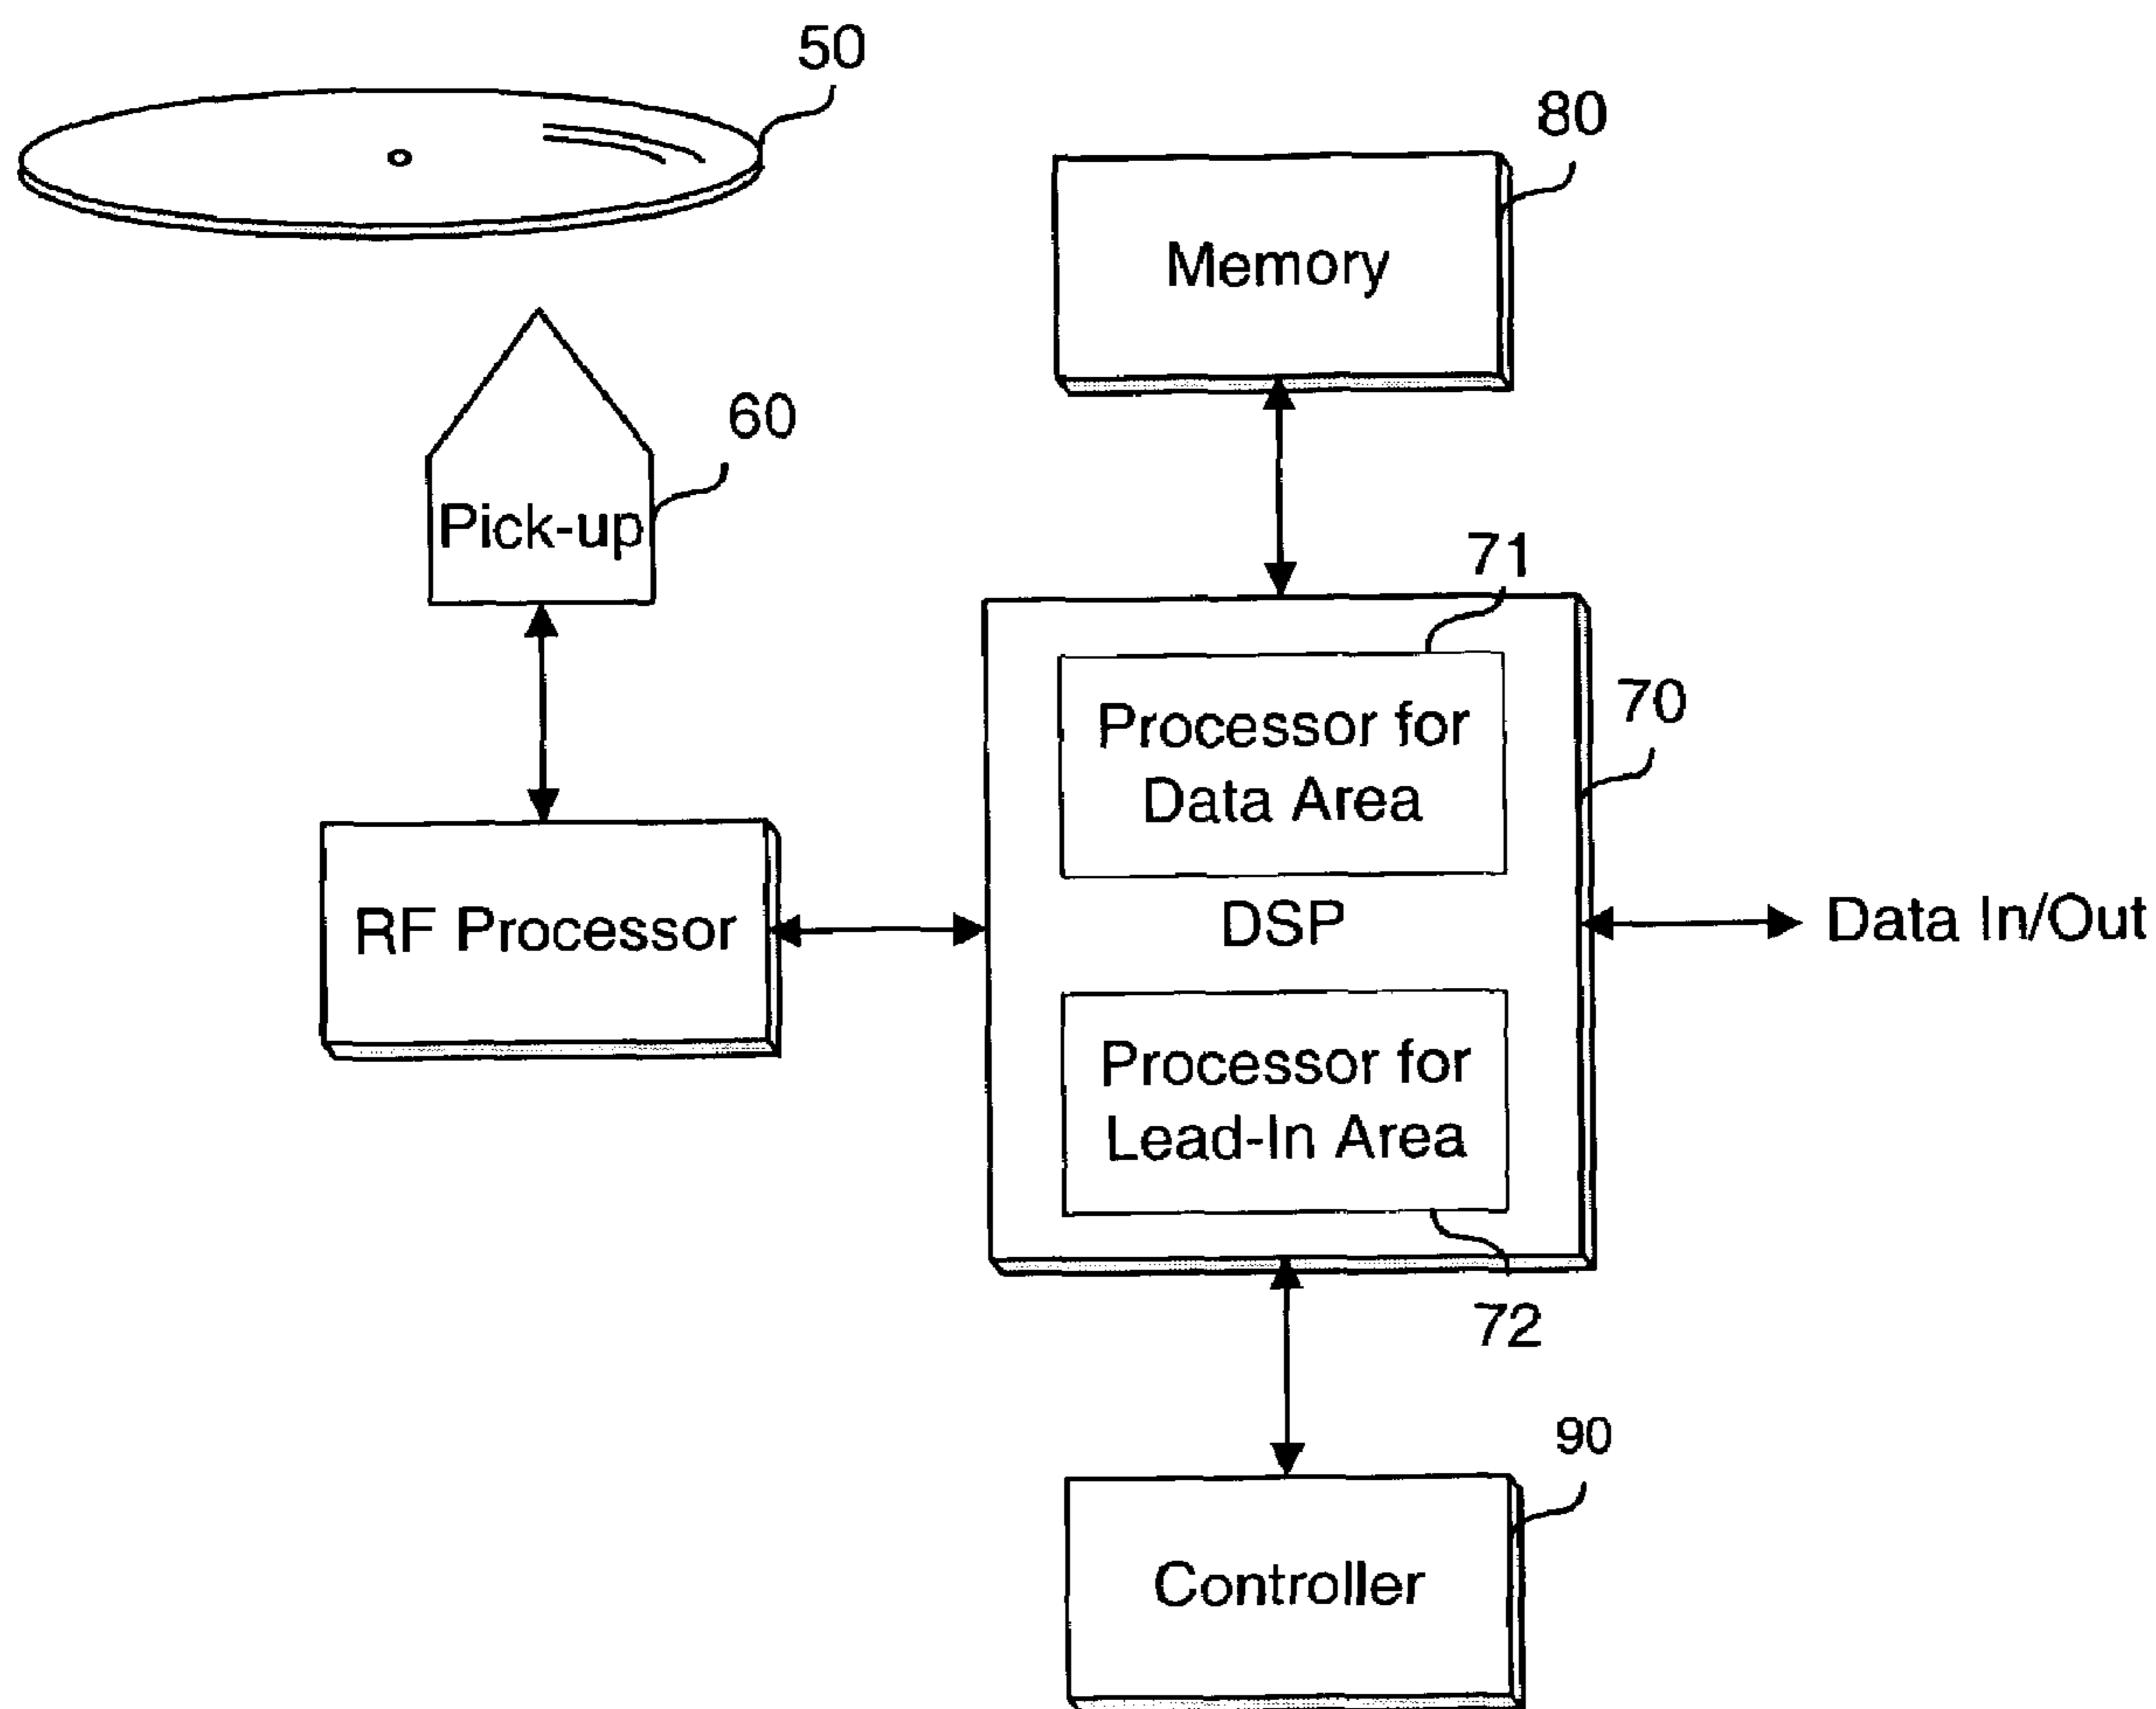 50
80
Memory
60
Pick-up
71
Processor for
Data Area
70
RF Processor
DSP
Data In/Out
Processor for
Lead-In Area
72
90
Controller